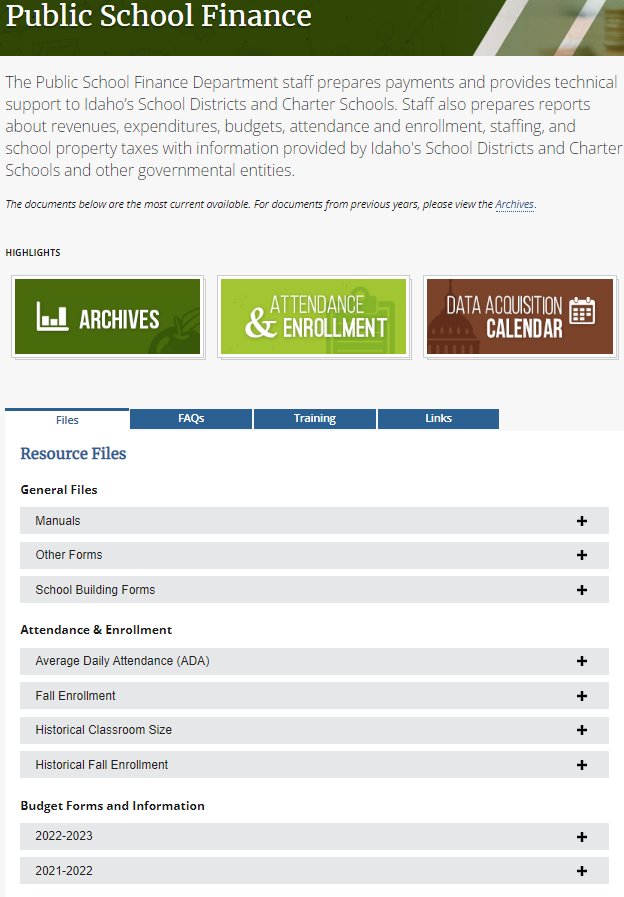 Public School Finance
The Public School Finance Department staff prepares payments and provides technical
support to Idaho's School Districts and Charter Schools. Staff also prepares reports
about revenues, expenditures, budgets, attendance and enrollment, staffing, and
school property taxes with information provided by Idaho's School Districts and Charter
Schools and other governmental entities.
The documents below are the most current available. For documents from previous years, please view the Archives.
HIGHLIGHTS
ARCHIVES
ATTENDANCE
& ENROLLMENT
DATA ACQUISITION
CALENDAR
Files FAQs Training Links
Resource Files
General Files
Manuals +
Other Forms +
School Building Forms +
Attendance & Enrollment
Average Daily Attendance (ADA) +
Fall Enrollment +
Historical Classroom Size +
Historical Fall Enrollment +
Budget Forms and Information
2022-2023 +
2021-2022 +